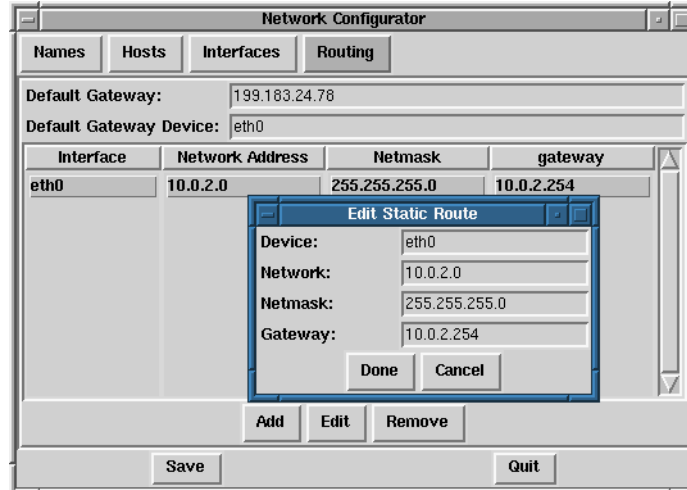 Network Configurator
Names Hosts Interfaces Routing
Default Gateway: 199.183.24.78
Default Gateway Device: eth0
Interface Network Address Netmask gateway
eth0 10.0.2.0 255.255.255.0 10.0.2.254
Edit Static Route
Device: eth0
Network: 10.0.2.0
Netmask: 255.255.255.0
Gateway: 10.0.2.254
Done Cancel
Add Edit Remove
Save Quit